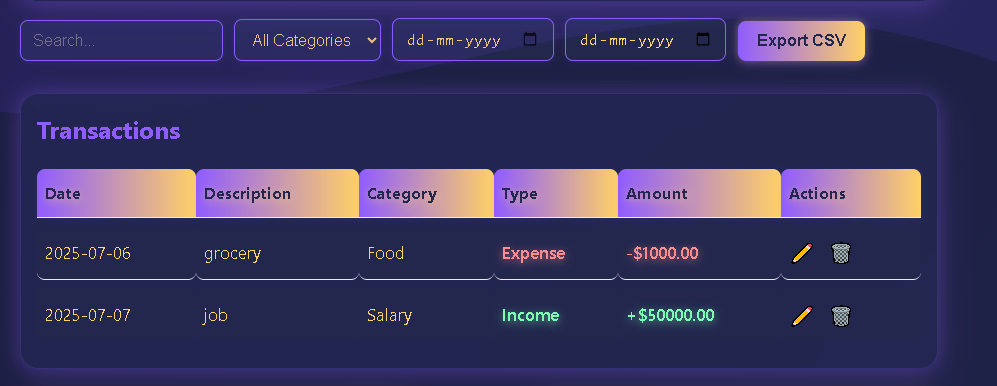 Search... All Categories dd-mm-yyyy dd-mm-yyyy Export CSV
Transactions
Date Description Category Type Amount Actions
2025-07-06 grocery Food Expense -$1000.00
2025-07-07 job Salary Income +$50000.00